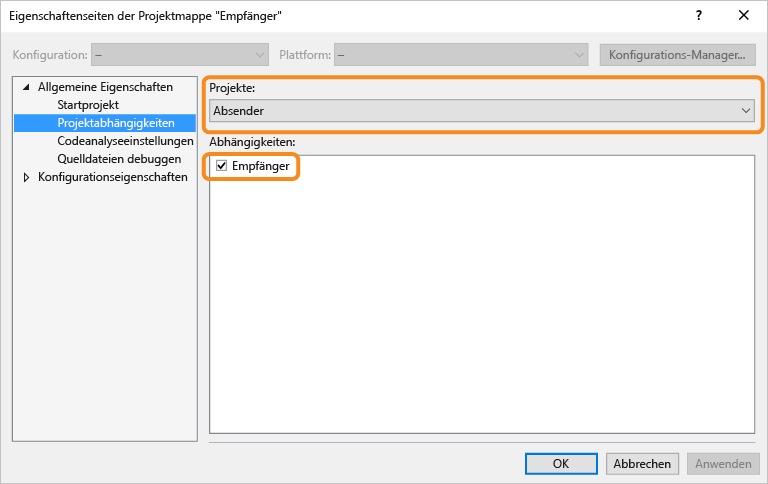 Eigenschaftenseiten der Projektmappe "Empfänger"
?
Konfiguration: –
Plattform: –
Konfigurations-Manager...
Allgemeine Eigenschaften
Startprojekt
Projektabhängigkeiten
Codeanalyseeinstellungen
Quelldateien debuggen
Konfigurationseigenschaften
Projekte:
Absender
Abhängigkeiten:
Empfänger
OK
Abbrechen
Anwenden